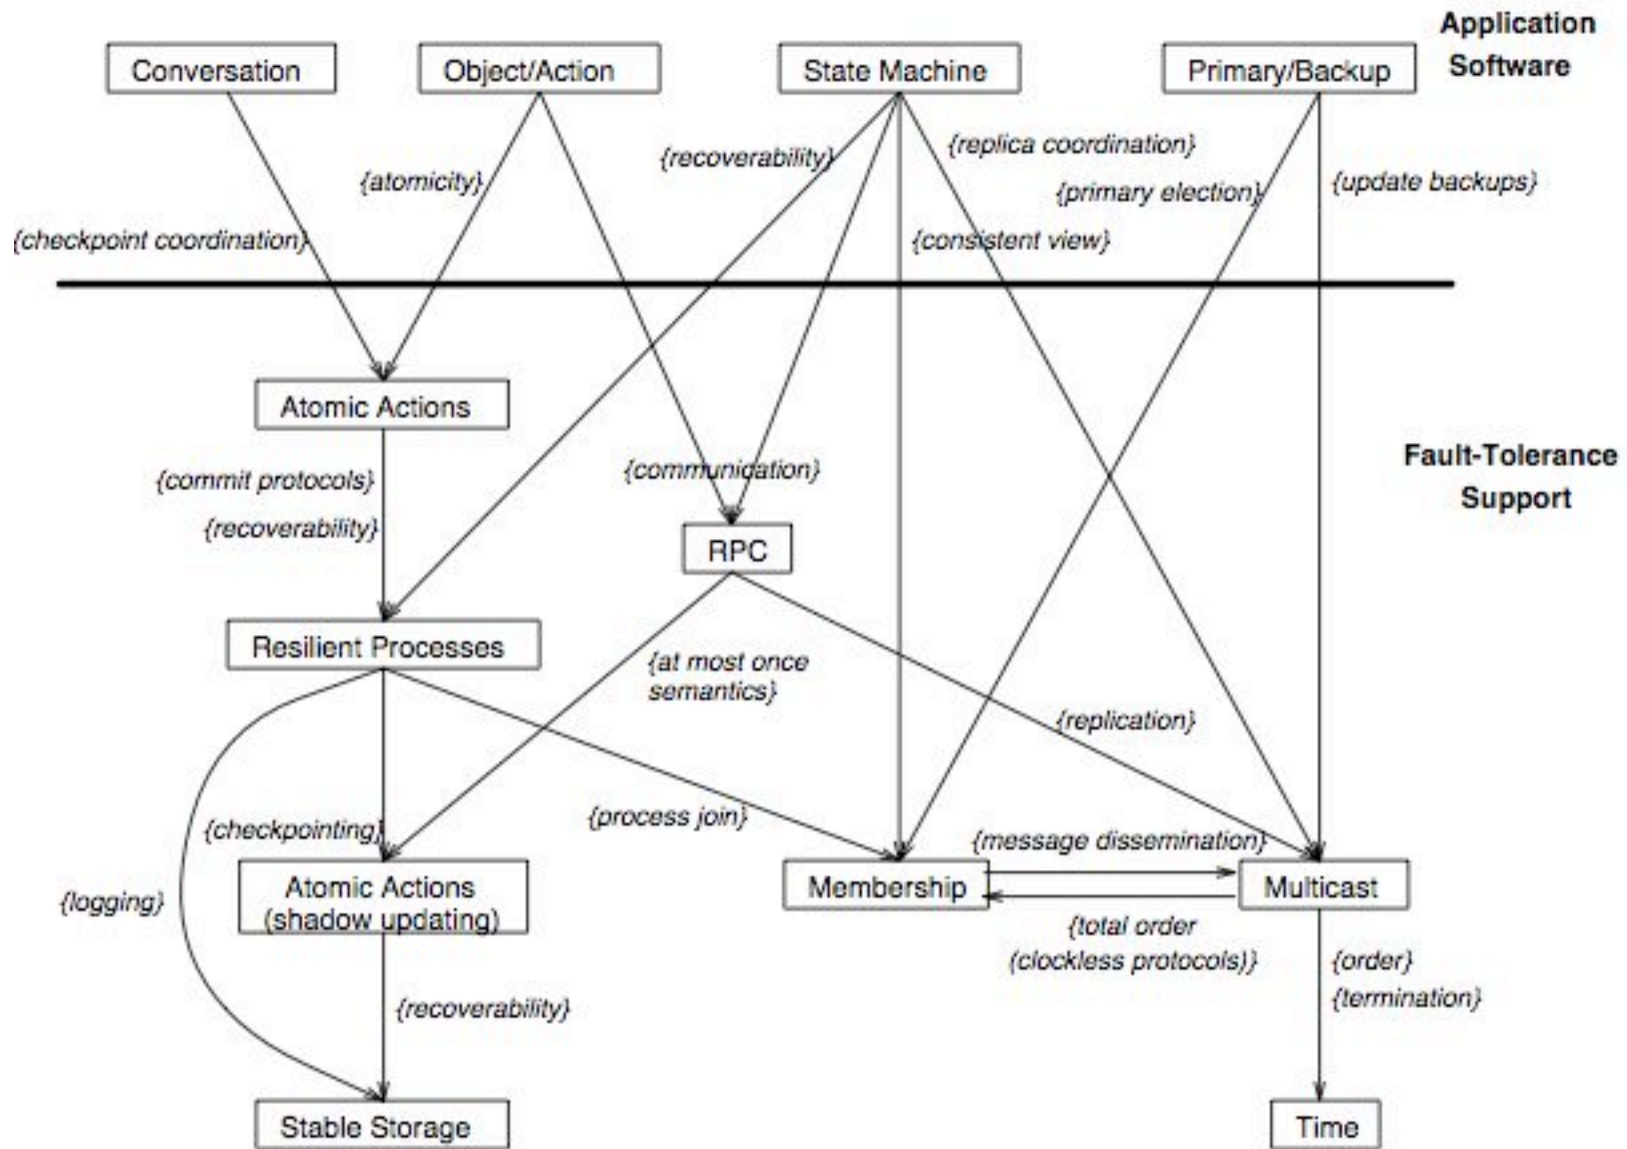 Application
Software
Conversation
Object/Action
State Machine
Primary/Backup
{recoverability}
{replica coordination}
{atomicity}
{primary election}
{update backups}
{checkpoint coordination}
{consistent view}
Atomic Actions
{commit protocols}
{communication}
Fault-Tolerance
Support
{recoverability}
RPC
Resilient Processes
{at most once
semantics}
{replication}
{checkpointing}
{process join}
{message dissemination}
{logging}
Atomic Actions
(shadow updating)
Membership
Multicast
{total order
(clockless protocols)}
{order}
{termination}
{recoverability}
Stable Storage
Time